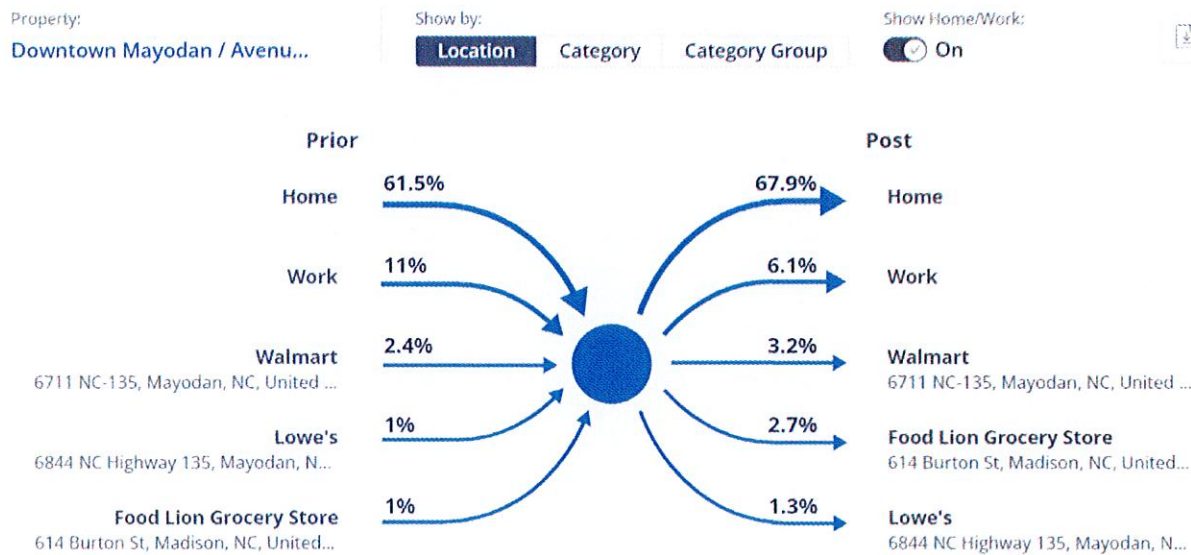 Property:
Downtown Mayodan / Avenu...
Show by:
Location
Category
Category Group
Show Home/Work:
On
Prior
Home
61.5%
Work
11%
Walmart
6711 NC-135, Mayodan, NC, United ...
2.4%
Lowe's
6844 NC Highway 135, Mayodan, N...
1%
Food Lion Grocery Store
614 Burton St, Madison, NC, United...
1%
Post
67.9%
Home
6.1%
Work
3.2%
Walmart
6711 NC-135, Mayodan, NC, United ...
2.7%
Food Lion Grocery Store
614 Burton St, Madison, NC, United...
1.3%
Lowe's
6844 NC Highway 135, Mayodan, N...